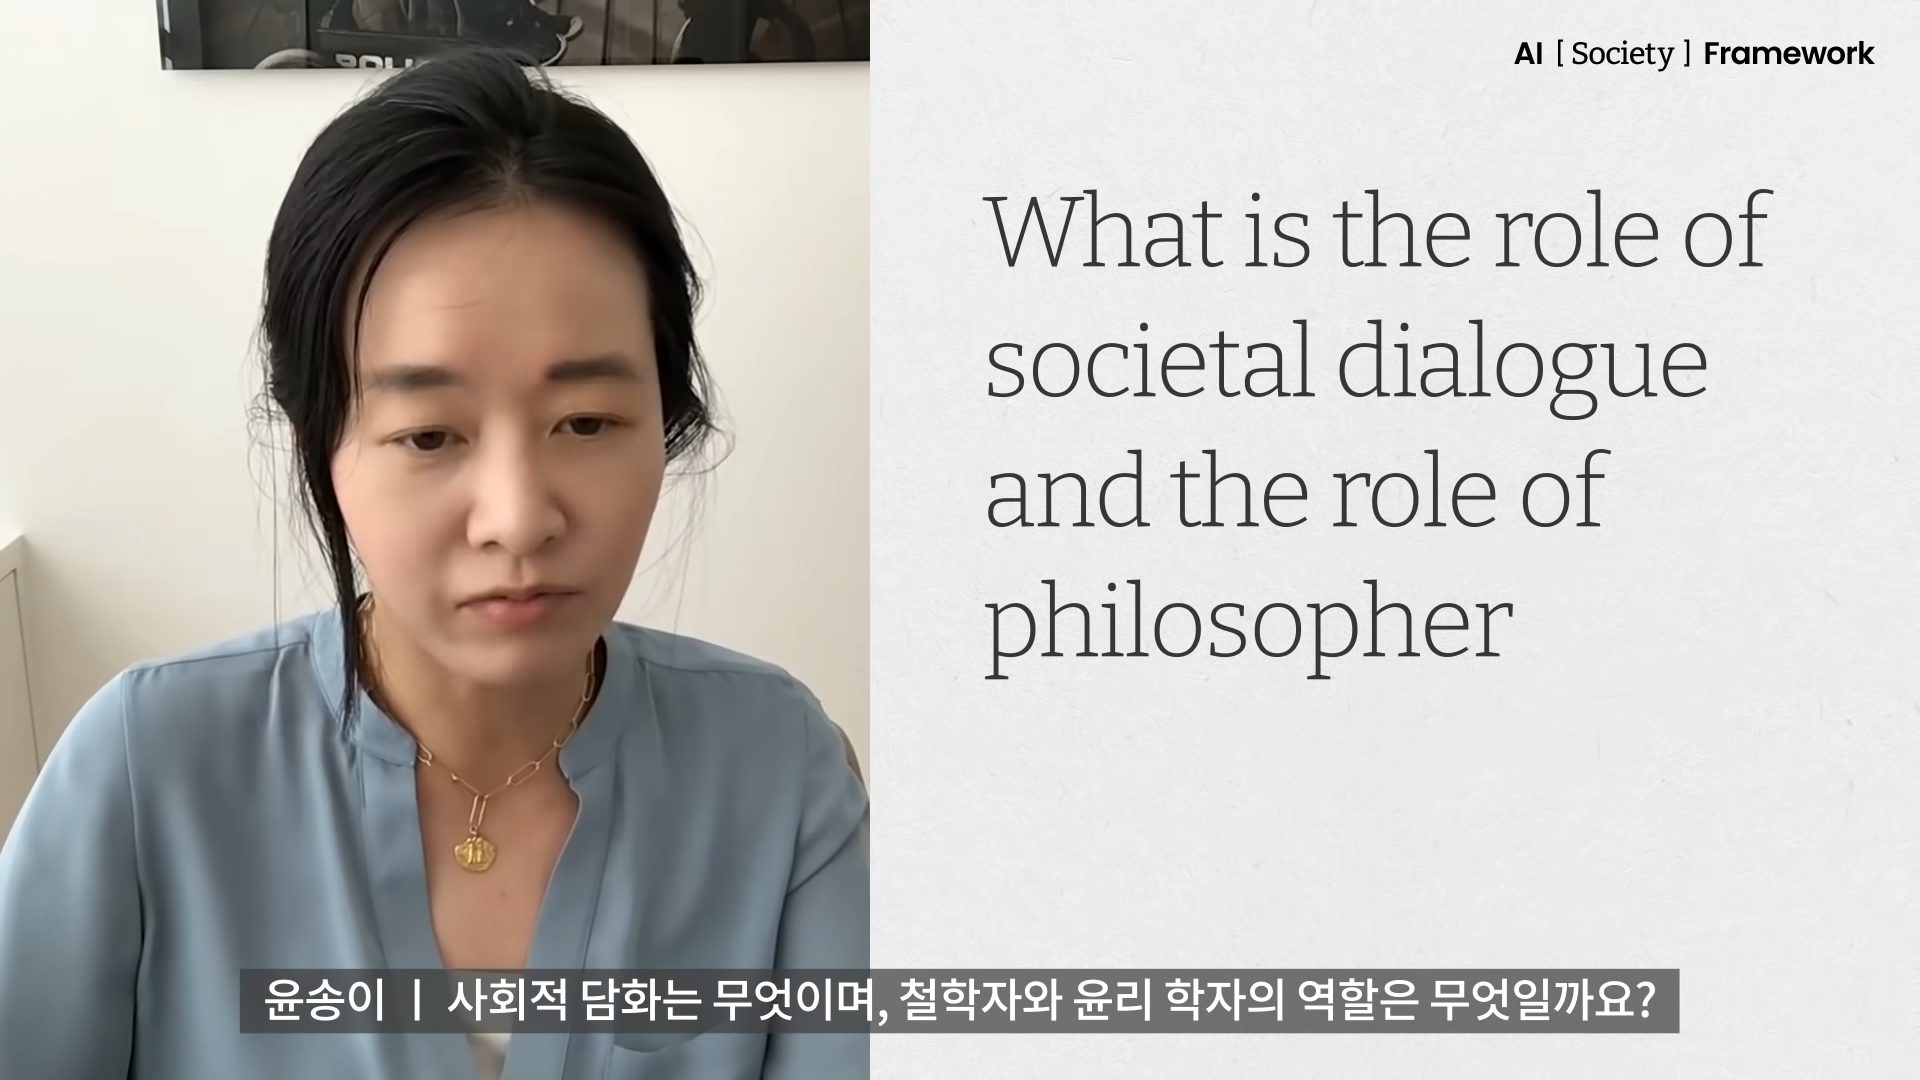 AI [ Society ] Framework
What is the role of
societal dialogue
and the role of
philosopher
윤송이 ㅣ 사회적 담화는 무엇이며, 철학자와 윤리 학자의 역할은 무엇일까요?